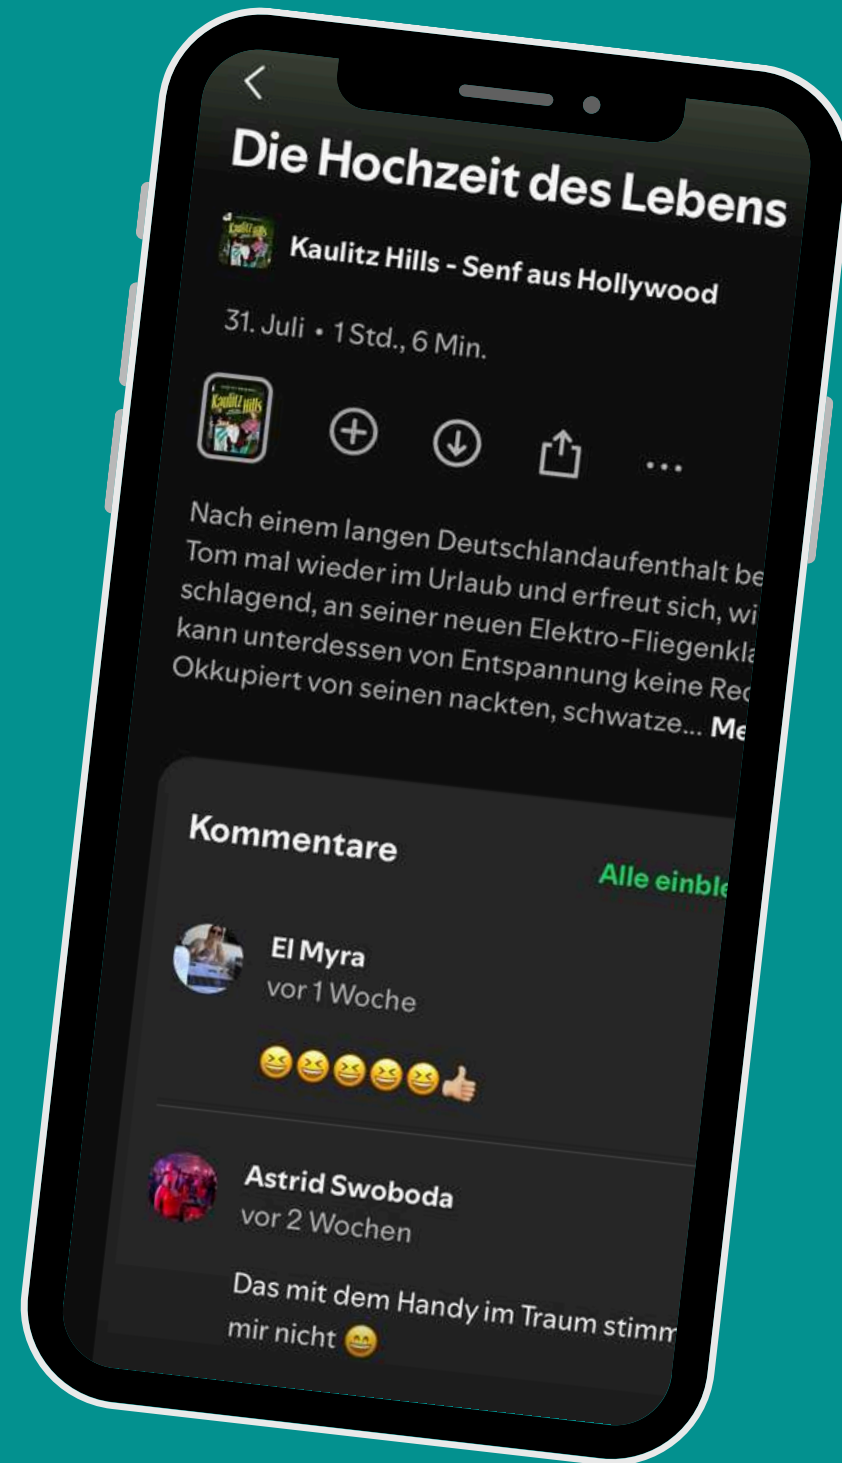 Die Hochzeit des Lebens
Kaulitz Hills - Senf aus Hollywood
31. Juli • 1 Std., 6 Min.
Kaulitz Hills
Nach einem langen Deutschlandaufenthalt be
Tom mal wieder im Urlaub und erfreut sich, wi
schlagend, an seiner neuen Elektro-Fliegenkla
kann unterdessen von Entspannung keine Red
Okkupiert von seinen nackten, schwatze... Me
Kommentare
Alle einble
El Myra
vor 1 Woche
😆😆😆😆😆👍🏼
Astrid Swoboda
vor 2 Wochen
Das mit dem Handy im Traum stimm
mir nicht 😄